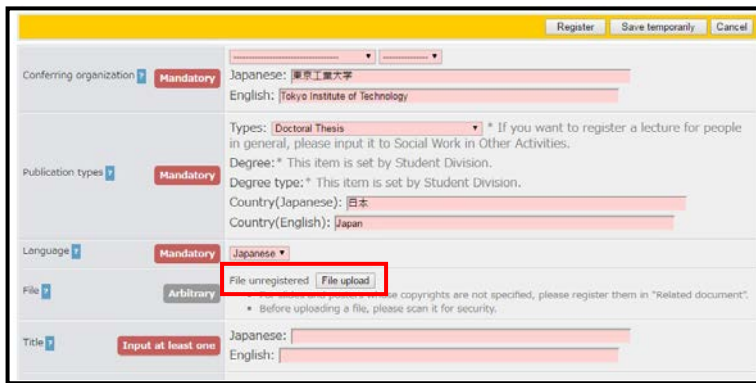 Register Save temporarily Cancel
Conferring organization ? Mandatory
Japanese: 東京工業大学
English: Tokyo Institute of Technology
Publication types ? Mandatory
Types: Doctoral Thesis * If you want to register a lecture for people
in general, please input it to Social Work in Other Activities.
Degree:* This item is set by Student Division.
Degree type:* This item is set by Student Division.
Country(Japanese): 日本
Country(English): Japan
Language ? Mandatory Japanese
File ? Arbitrary
File unregistered File upload
and posters whose copyrights are not specified, please register them in "Related document".
• Before uploading a file, please scan it for security.
Title ? Input at least one
Japanese:
English: